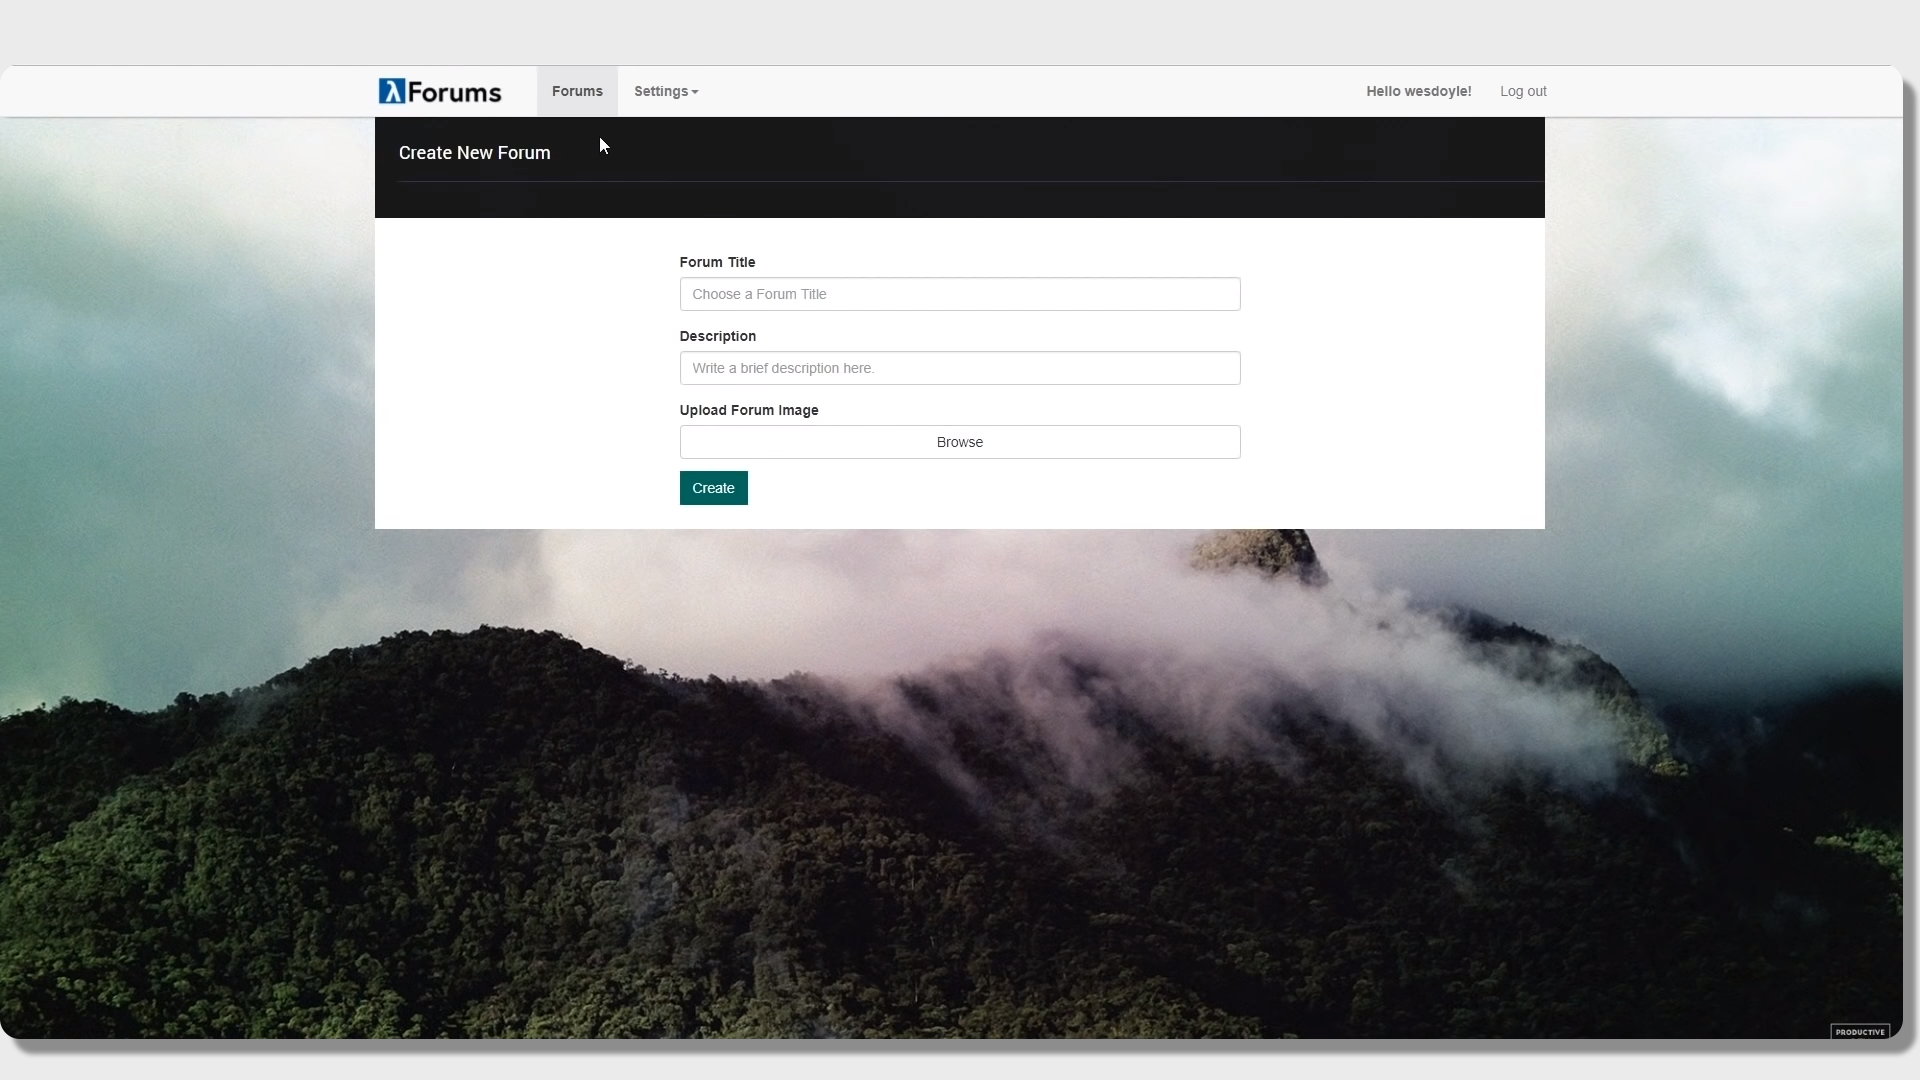 λForums
Forums
Settings
Hello wesdoyle!
Log out
Create New Forum
Forum Title
Choose a Forum Title
Description
Write a brief description here.
Upload Forum Image
Browse
Create
PRODUCTIVE